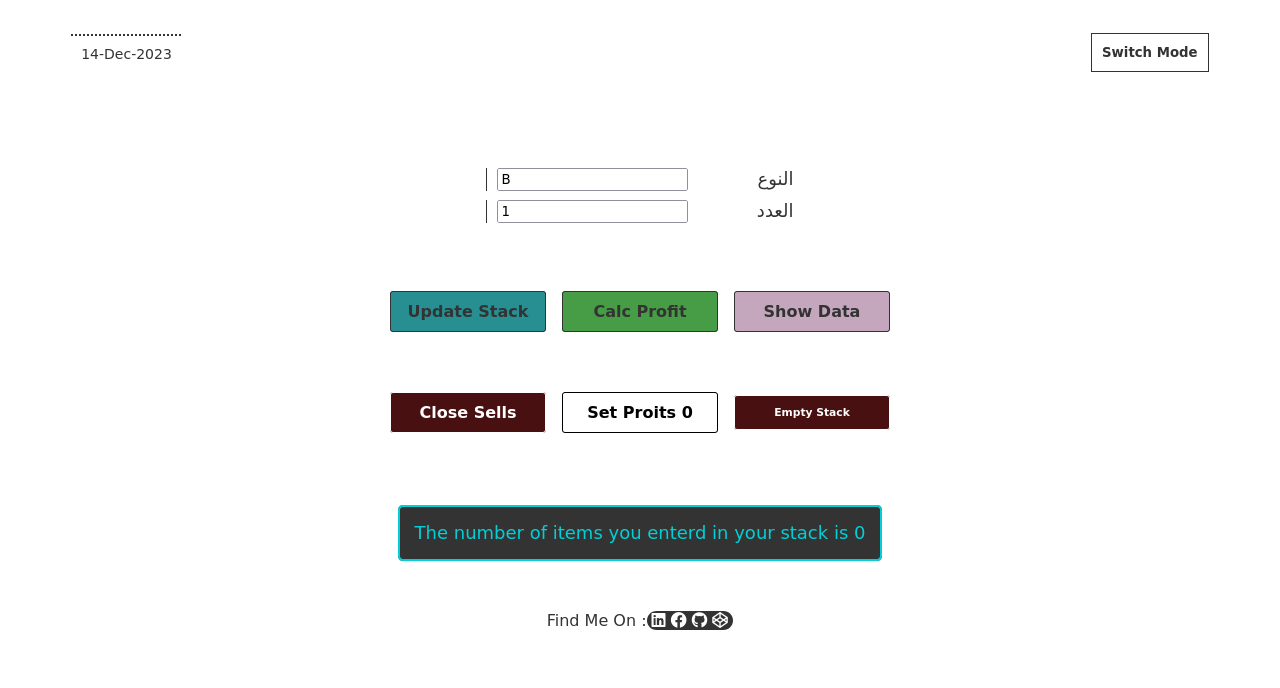 14-Dec-2023
Switch Mode
B
النوع
1
العدد
Update Stack
Calc Profit
Show Data
Close Sells
Set Proits 0
Empty Stack
The number of items you enterd in your stack is 0
Find Me On :